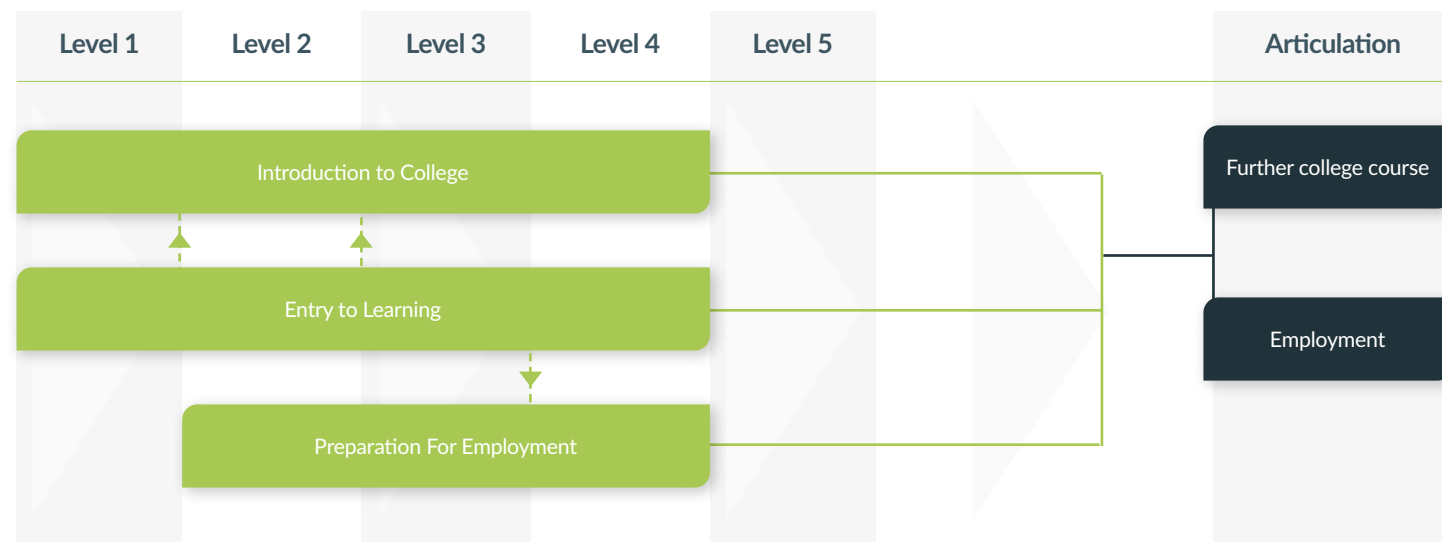 Level 1
Level 2
Level 3
Level 4
Level 5
Articulation
Introduction to College
Further college course
Entry to Learning
Employment
Preparation For Employment